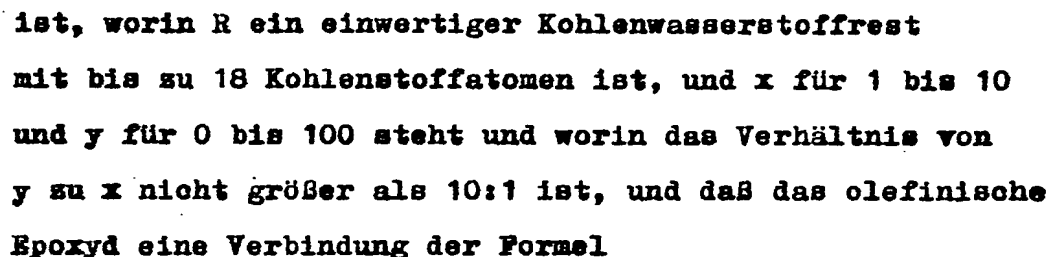 ist, worin R ein einwertiger Kohlenwasserstoffrest
mit bis zu 18 Kohlenstoffatomen ist, und x für 1 bis 10
und y für 0 bis 100 steht und worin das Verhältnis von
y zu x nicht größer als 10:1 ist, und daß das olefinische
Epoxyd eine Verbindung der Formel